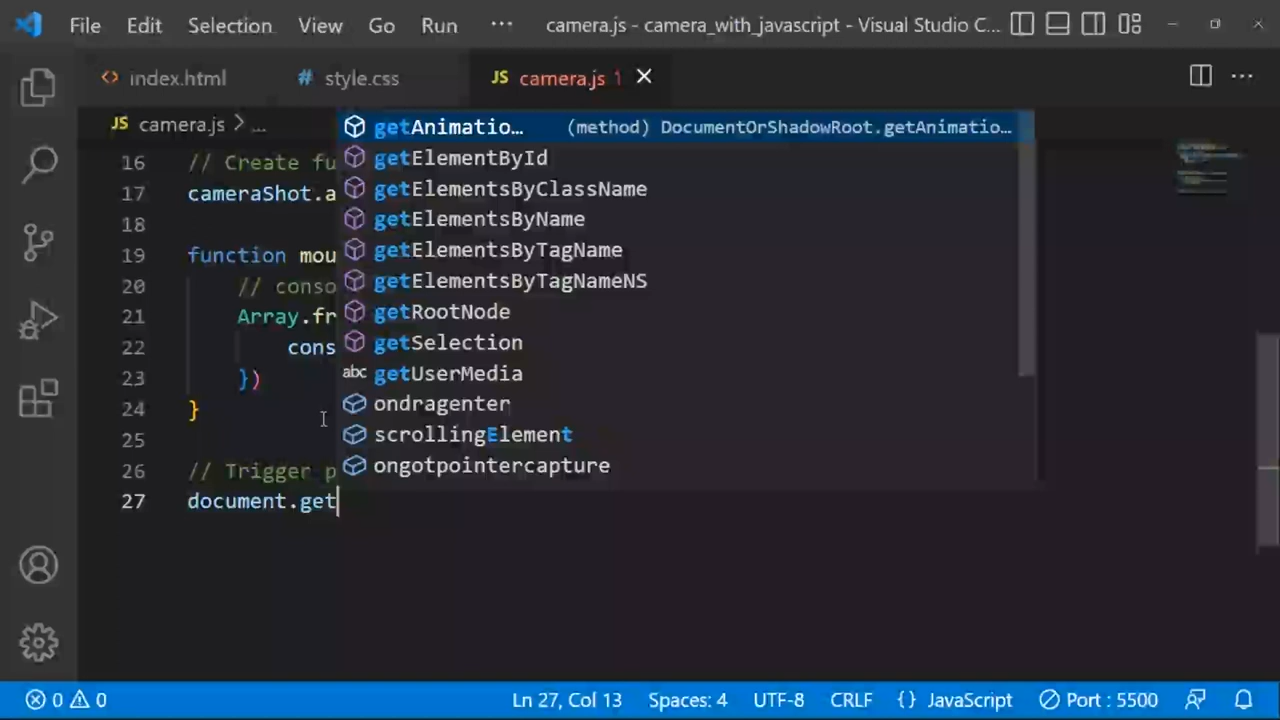 File Edit Selection View Go Run ··· camera.js - camera_with_javascript - Visual Studio C...
index.html # style.css JS camera.js 1
JS camera.js > ...
getAnimatio... (method) DocumentOrShadowRoot.getAnimatio...
getElementById
16 // Create fu
getElementsByClassName
17 cameraShot.a
getElementsByName
18
getElementsByTagName
19 function mou
getElementsByTagNameNS
20 // conso
getRootNode
21 Array.fr
getSelection
22 cons
abc getUserMedia
23 })
ondragenter
24 }
scrollingElement
25
ongotpointercapture
26 // Trigger p
27 document.get
0 0 Ln 27, Col 13 Spaces: 4 UTF-8 CRLF {} JavaScript Port : 5500